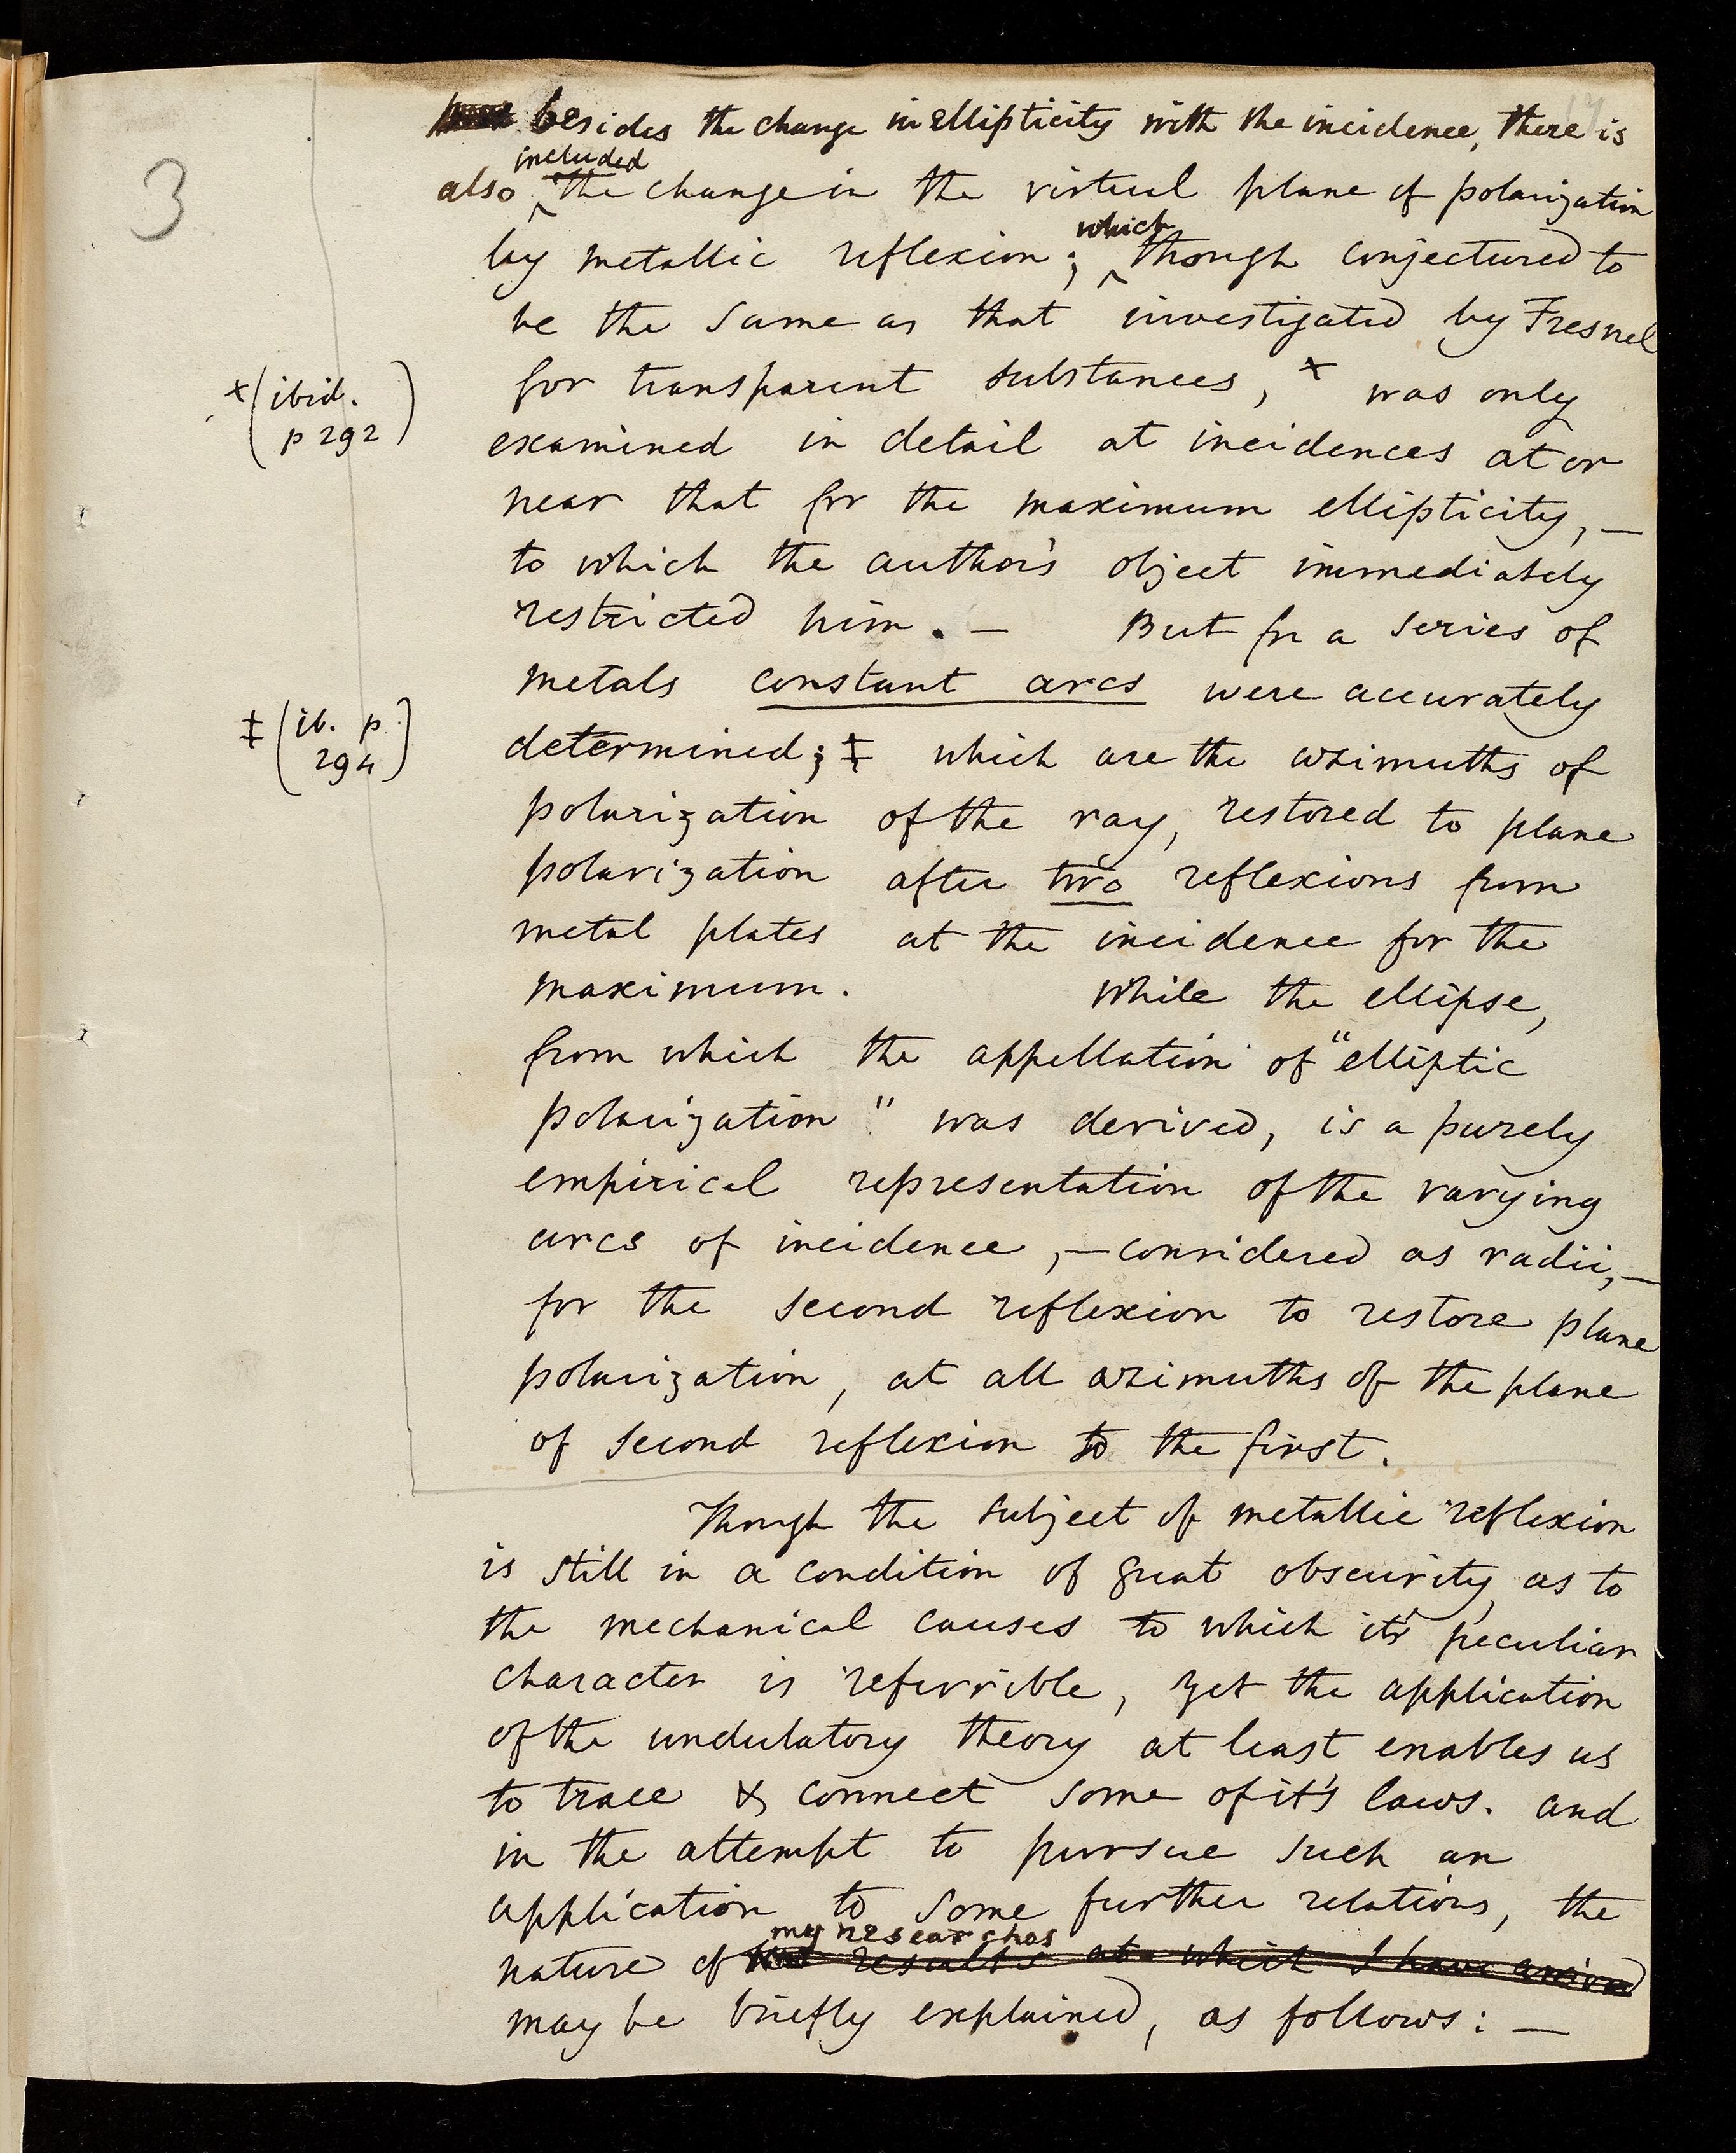 besides the change in ellipticity with the incidence, there is
included
also ‸ the change in the virtual plane of polarization
which
by metallic reflexion ; ‸ though conjectured to
be the same as that investigated by Fresnel
for transparent substances, x was only
x (ibid.
p 292)
examined in detail at incidences at or
near that for the maximum ellipticity, —
to which the author's object immediately
restricted him. — But for a series of
metals constant arcs were accurately
‡ (ib. p.
294)
determined; ‡ which are the azimuths of
polarization of the ray, restored to plane
polarization after two reflexions from
metal plates at the incidence for the
maximum. While the ellipse,
from which the appellation of "elliptic
polarization" was derived, is a purely
empirical representation of the varying
arcs of incidence, — considered as radii, —
for the second reflexion to restore plane
polarization, at all azimuths of the plane
of second reflexion to the first.
Though the subject of metallic reflexion
is still in a condition of great obscurity as to
the mechanical causes to which it's peculiar
character is referrible, yet the application
of the undulatory theory at least enables us
to trace & connect some of it's laws. and
in the attempt to pursue such an
application to some further relations, the
my researches
nature of results at which I have arrived
may be briefly explained, as follows: —
3